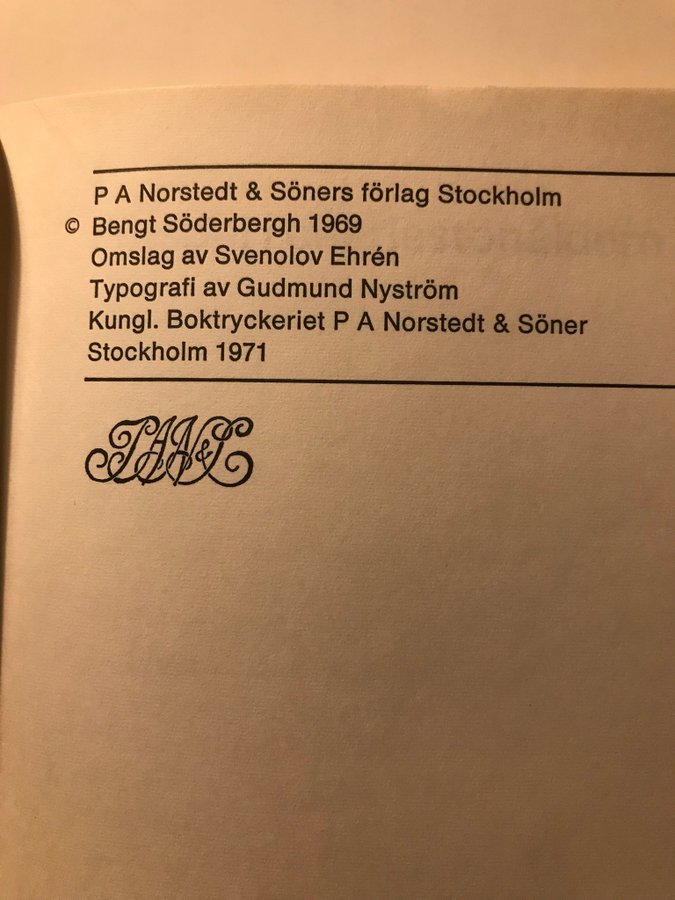 P A Norstedt & Söners förlag Stockholm
© Bengt Söderbergh 1969
Omslag av Svenolov Ehrén
Typografi av Gudmund Nyström
Kungl. Boktryckeriet P A Norstedt & Söner
Stockholm 1971
PAN&S